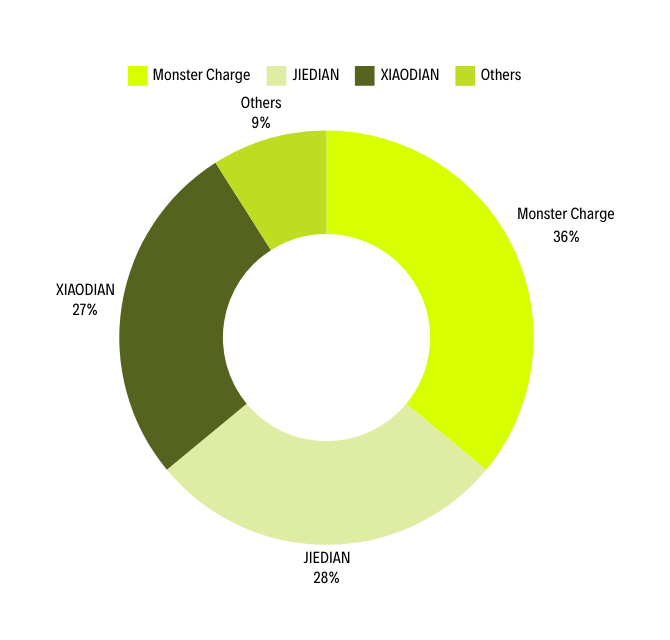 Monster Charge JIEDIAN XIAODIAN Others
Others
9%
Monster Charge
36%
XIAODIAN
27%
JIEDIAN
28%